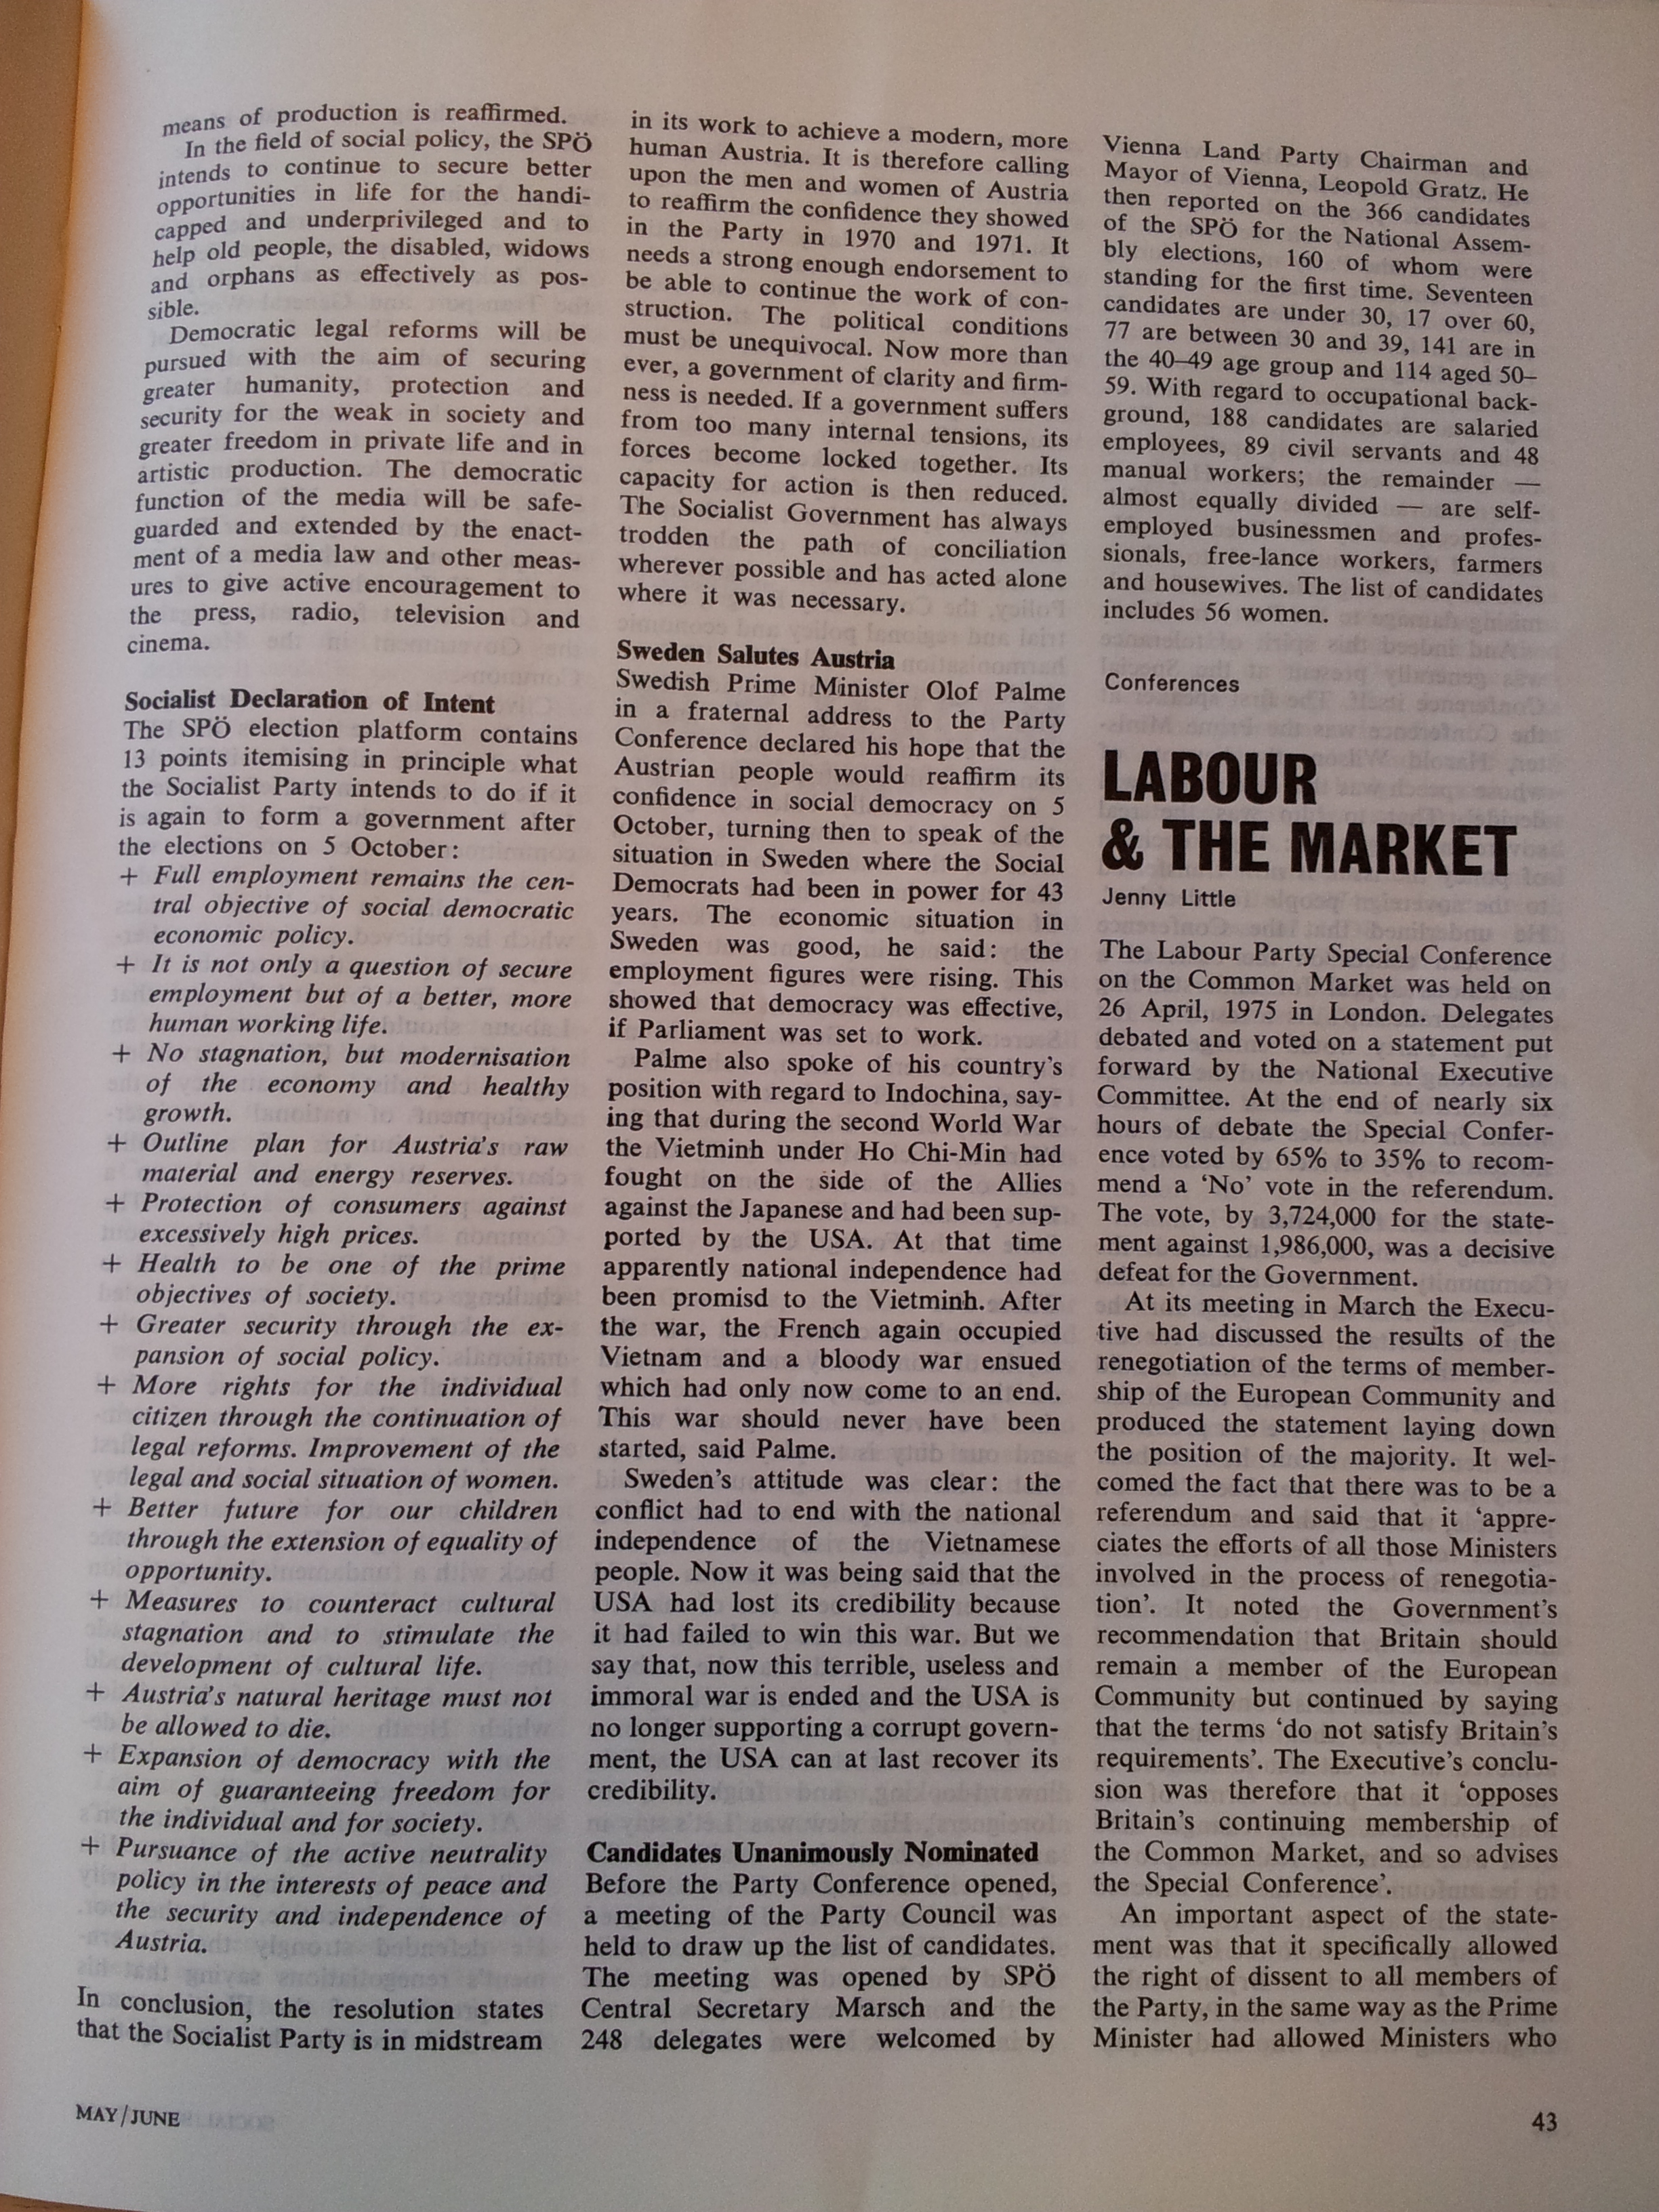 means of production is reaffirmed.
In the field of social policy, the SPÖ
intends to continue to secure better
opportunities in life for the handi-
capped and underprivileged and to
help old people, the disabled, widows
and orphans as effectively as pos-
sible.
Democratic legal reforms will be
pursued with the aim of securing
greater humanity, protection and
security for the weak in society and
greater freedom in private life and in
artistic production. The democratic
function of the media will be safe-
guarded and extended by the enact-
ment of a media law and other meas-
ures to give active encouragement to
the press, radio, television and
cinema.
Socialist Declaration of Intent
The SPÖ election platform contains
13 points itemising in principle what
the Socialist Party intends to do if it
is again to form a government after
the elections on 5 October:
+ Full employment remains the cen-
tral objective of social democratic
economic policy.
+ It is not only a question of secure
employment but of a better, more
human working life.
+ No stagnation, but modernisation
of the economy and healthy
growth.
+ Outline plan for Austria's raw
material and energy reserves.
+ Protection of consumers against
excessively high prices.
+ Health to be one of the prime
objectives of society.
+ Greater security through the ex-
pansion of social policy.
+ More rights for the individual
citizen through the continuation of
legal reforms. Improvement of the
legal and social situation of women.
+ Better future for our children
through the extension of equality of
opportunity.
+ Measures to counteract cultural
stagnation and to stimulate the
development of cultural life.
+ Austria's natural heritage must not
be allowed to die.
+ Expansion of democracy with the
aim of guaranteeing freedom for
the individual and for society.
+ Pursuance of the active neutrality
policy in the interests of peace and
the security and independence of
Austria.
In conclusion, the resolution states
that the Socialist Party is in midstream
in its work to achieve a modern, more
human Austria. It is therefore calling
upon the men and women of Austria
to reaffirm the confidence they showed
in the Party in 1970 and 1971. It
needs a strong enough endorsement to
be able to continue the work of con-
struction. The political conditions
must be unequivocal. Now more than
ever, a government of clarity and firm-
ness is needed. If a government suffers
from too many internal tensions, its
forces become locked together. Its
capacity for action is then reduced.
The Socialist Government has always
trodden the path of conciliation
wherever possible and has acted alone
where it was necessary.
Sweden Salutes Austria
Swedish Prime Minister Olof Palme
in a fraternal address to the Party
Conference declared his hope that the
Austrian people would reaffirm its
confidence in social democracy on 5
October, turning then to speak of the
situation in Sweden where the Social
Democrats had been in power for 43
years. The economic situation in
Sweden was good, he said: the
employment figures were rising. This
showed that democracy was effective,
if Parliament was set to work.
Palme also spoke of his country's
position with regard to Indochina, say-
ing that during the second World War
the Vietminh under Ho Chi-Min had
fought on the side of the Allies
against the Japanese and had been sup-
ported by the USA. At that time
apparently national independence had
been promisd to the Vietminh. After
the war, the French again occupied
Vietnam and a bloody war ensued
which had only now come to an end.
This war should never have been
started, said Palme.
Sweden's attitude was clear: the
conflict had to end with the national
independence of the Vietnamese
people. Now it was being said that the
USA had lost its credibility because
it had failed to win this war. But we
say that, now this terrible, useless and
immoral war is ended and the USA is
no longer supporting a corrupt govern-
ment, the USA can at last recover its
credibility.
Candidates Unanimously Nominated
Before the Party Conference opened,
a meeting of the Party Council was
held to draw up the list of candidates.
The meeting was opened by SPÖ
Central Secretary Marsch and the
248 delegates were welcomed by
Vienna Land Party Chairman and
Mayor of Vienna, Leopold Gratz. He
then reported on the 366 candidates
of the SPÖ for the National Assem-
bly elections, 160 of whom were
standing for the first time. Seventeen
candidates are under 30, 17 over 60,
77 are between 30 and 39, 141 are in
the 40–49 age group and 114 aged 50–
59. With regard to occupational back-
ground, 188 candidates are salaried
employees, 89 civil servants and 48
manual workers; the remainder —
almost equally divided — are self-
employed businessmen and profes-
sionals, free-lance workers, farmers
and housewives. The list of candidates
includes 56 women.
Conferences
LABOUR
& THE MARKET
Jenny Little
The Labour Party Special Conference
on the Common Market was held on
26 April, 1975 in London. Delegates
debated and voted on a statement put
forward by the National Executive
Committee. At the end of nearly six
hours of debate the Special Confer-
ence voted by 65% to 35% to recom-
mend a 'No' vote in the referendum.
The vote, by 3,724,000 for the state-
ment against 1,986,000, was a decisive
defeat for the Government.
At its meeting in March the Execu-
tive had discussed the results of the
renegotiation of the terms of member-
ship of the European Community and
produced the statement laying down
the position of the majority. It wel-
comed the fact that there was to be a
referendum and said that it 'appre-
ciates the efforts of all those Ministers
involved in the process of renegotia-
tion'. It noted the Government's
recommendation that Britain should
remain a member of the European
Community but continued by saying
that the terms 'do not satisfy Britain's
requirements'. The Executive's conclu-
sion was therefore that it 'opposes
Britain's continuing membership of
the Common Market, and so advises
the Special Conference'.
An important aspect of the state-
ment was that it specifically allowed
the right of dissent to all members of
the Party, in the same way as the Prime
Minister had allowed Ministers who
MAY/JUNE
43